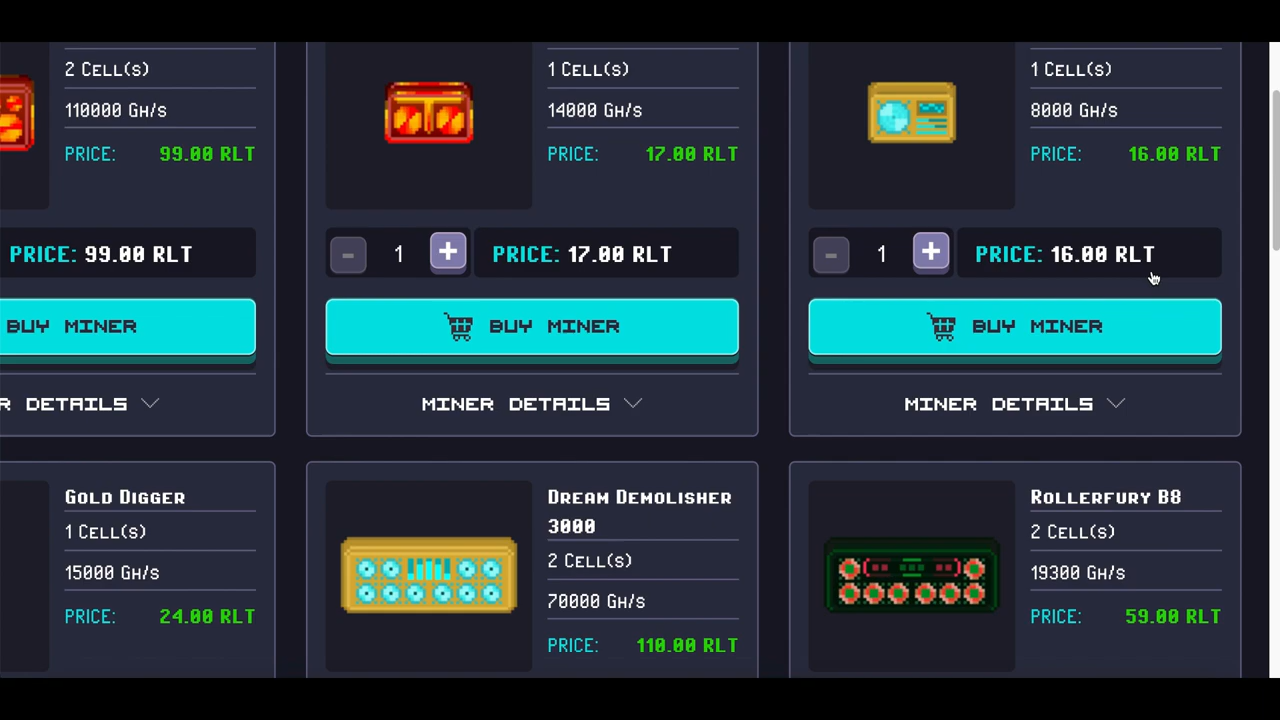 2 Cell(s)
110000 Gh/s
PRICE: 99.00 RLT
PRICE: 99.00 RLT
BUY MINER
R DETAILS
1 Cell(s)
14000 Gh/s
PRICE: 17.00 RLT
- 1 + PRICE: 17.00 RLT
BUY MINER
MINER DETAILS
1 Cell(s)
8000 Gh/s
PRICE: 16.00 RLT
- 1 + PRICE: 16.00 RLT
BUY MINER
MINER DETAILS
Gold Digger
1 Cell(s)
15000 Gh/s
PRICE: 24.00 RLT
Dream Demolisher
3000
2 Cell(s)
70000 Gh/s
PRICE: 110.00 RLT
Rollerfury B8
2 Cell(s)
19300 Gh/s
PRICE: 59.00 RLT